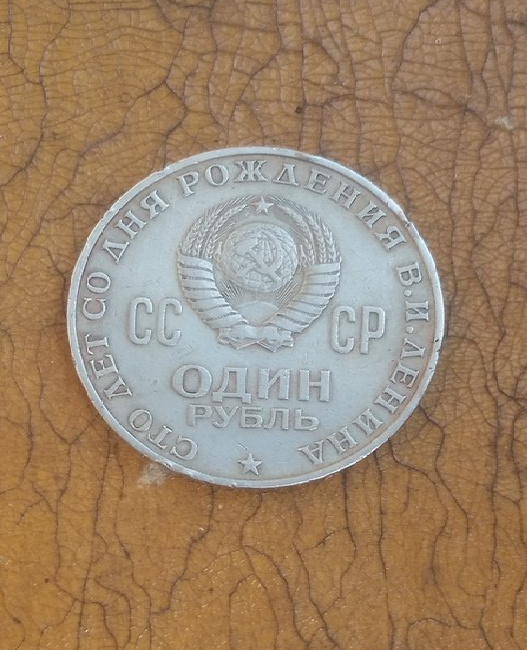 СТО ЛЕТ СО ДНЯ РОЖДЕНИЯ В.И.ЛЕНИНА
СС СР
ОДИН
РУБЛЬ